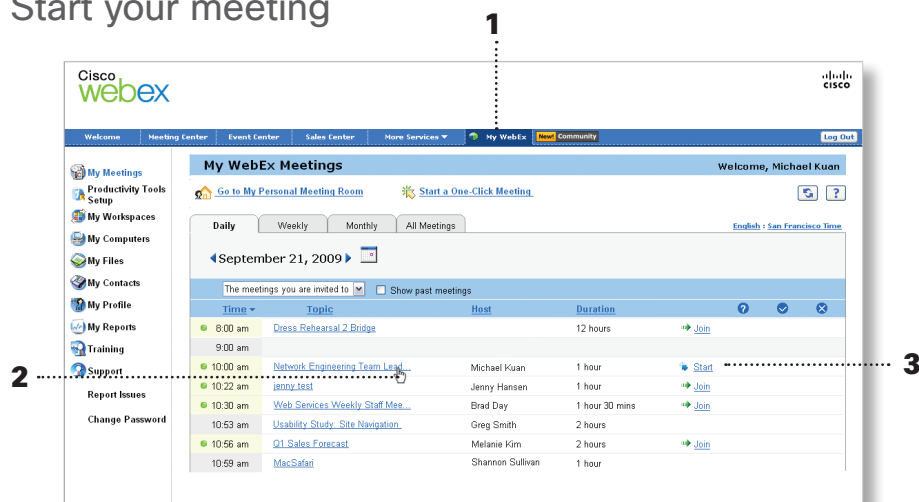 Start your meeting
1
Cisco
webex
cisco
Welcome Meeting Center Event Center Sales Center More Services My WebEx New! Community Log Out
My WebEx Meetings Welcome, Michael Kuan
Go to My Personal Meeting Room Start a One-Click Meeting ?
My Meetings
Productivity Tools
Setup
My Workspaces
My Computers
My Files
My Contacts
My Profile
My Reports
Training
Support
Report Issues
Change Password
Daily Weekly Monthly All Meetings English : San Francisco Time
September 21, 2009
The meetings you are invited to Show past meetings
Time Topic Host Duration ?
8:00 am Dress Rehearsal 2 Bridge 12 hours Join
9:00 am
2
10:00 am Network Engineering Team Lead... Michael Kuan 1 hour Start
3
10:22 am jenny test Jenny Hansen 1 hour Join
10:30 am Web Services Weekly Staff Mee... Brad Day 1 hour 30 mins Join
10:53 am Usability Study: Site Navigation Greg Smith 2 hours
10:56 am Q1 Sales Forecast Melanie Kim 2 hours Join
10:59 am MacSafari Shannon Sullivan 1 hour